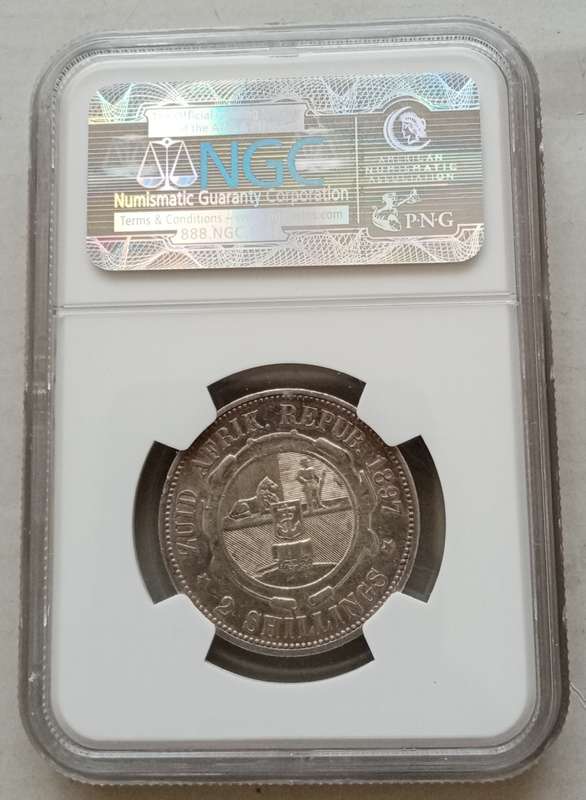 NGC
Numismatic Guaranty Corporation
Terms & Conditions –
888.NGC
AMERICAN
NUMISMATIC
ASSOCIATION
PNG
ZUID AFRIK. REPUB. 1897
2 SHILLINGS